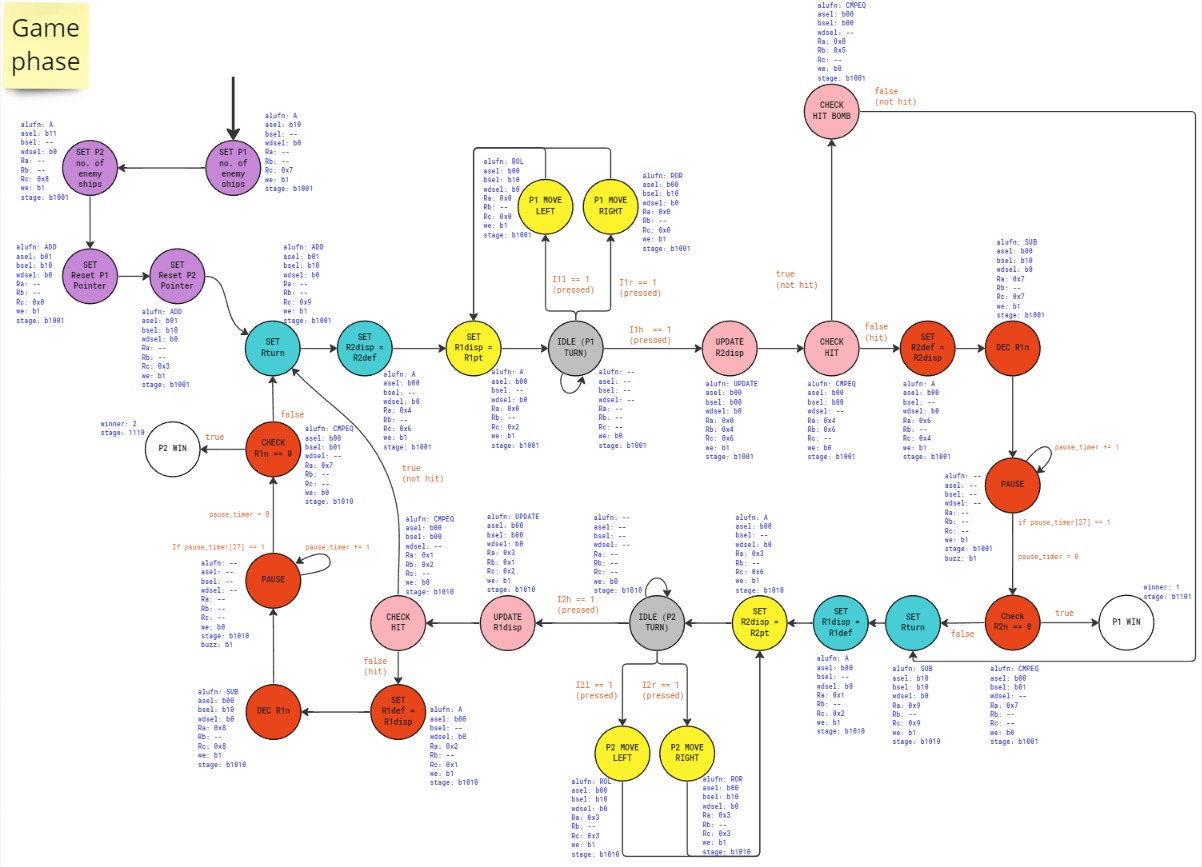 Game
phase
alufn: CMPEQ
asel: b00
bsel: b00
wdsel: --
Ra: 0x0
Rb: 0x5
Rc: --
we: b0
stage: b1001
CHECK
HIT BOMB
false
(not hit)
alufn: A
asel: b11
bsel: --
wdsel: b0
Ra: --
Rb: --
Rc: 0x8
we: b1
stage: b1001
SET P2
no. of
enemy
ships
SET P1
no. of
enemy
ships
alufn: A
asel: b10
bsel: --
wdsel: b0
Ra: --
Rb: --
Rc: 0x7
we: b1
stage: b1001
alufn: ROL
asel: b00
bsel: b10
wdsel: b0
Ra: 0x0
Rb: --
Rc: 0x0
we: b1
stage: b1001
P1 MOVE
LEFT
P1 MOVE
RIGHT
alufn: ROR
asel: b00
bsel: b10
wdsel: b0
Ra: 0x0
Rb: --
Rc: 0x0
we: b1
stage: b1001
alufn: ADD
asel: b01
bsel: b10
wdsel: b0
Ra: --
Rb: --
Rc: 0x0
we: b1
stage: b1001
SET
Reset P1
Pointer
SET
Reset P2
Pointer
alufn: ADD
asel: b01
bsel: b10
wdsel: b0
Ra: --
Rb: --
Rc: 0x3
we: b1
stage: b1001
alufn: ADD
asel: b01
bsel: b10
wdsel: b0
Ra: --
Rb: --
Rc: 0x9
we: b1
stage: b1001
I1l == 1
(pressed)
I1r == 1
(pressed)
true
(not hit)
alufn: SUB
asel: b00
bsel: b10
wdsel: b0
Ra: 0x7
Rb: --
Rc: 0x7
we: b1
stage: b1001
SET
Rturn
SET
R2disp =
R2def
SET
R1disp =
R1pt
IDLE (P1
TURN)
I1h == 1
(pressed)
UPDATE
R2disp
CHECK
HIT
false
(hit)
SET
R2def =
R2disp
DEC R1n
alufn: A
asel: b00
bsel: --
wdsel: b0
Ra: 0x4
Rb: --
Rc: 0x6
we: b1
stage: b1001
alufn: A
asel: b00
bsel: --
wdsel: b0
Ra: 0x0
Rb: --
Rc: 0x2
we: b1
stage: b1001
alufn: --
asel: --
bsel: --
wdsel: --
Ra: --
Rb: --
Rc: --
we: b0
stage: b1001
alufn: UPDATE
asel: b00
bsel: b00
wdsel: b0
Ra: 0x0
Rb: 0x4
Rc: 0x6
we: b1
stage: b1001
alufn: CMPEQ
asel: b00
bsel: b00
wdsel: --
Ra: 0x4
Rb: 0x6
Rc: --
we: b0
stage: b1001
alufn: A
asel: b00
bsel: --
wdsel: b0
Ra: 0x6
Rb: --
Rc: 0x4
we: b1
stage: b1001
winner: 2
stage: 1110
P2 WIN
true
false
CHECK
R1n == 0
alufn: CMPEQ
asel: b00
bsel: b01
wdsel: --
Ra: 0x7
Rb: --
Rc: --
we: b0
stage: b1010
true
(not hit)
pause_timer += 1
PAUSE
alufn: --
asel: --
bsel: --
wdsel: --
Ra: --
Rb: --
Rc: --
we: b1
stage: b1001
buzz: b1
if pause_timer[27] == 1
pause_timer = 0
pause_timer = 0
If pause_timer[27] == 1
pause_timer += 1
PAUSE
alufn: --
asel: --
bsel: --
wdsel: --
Ra: --
Rb: --
Rc: --
we: b0
stage: b1010
buzz: b1
alufn: CMPEQ
asel: b00
bsel: b00
wdsel: --
Ra: 0x1
Rb: 0x2
Rc: --
we: b0
stage: b1010
alufn: UPDATE
asel: b00
bsel: b00
wdsel: b0
Ra: 0x3
Rb: 0x1
Rc: 0x2
we: b1
stage: b1010
alufn: --
asel: --
bsel: --
wdsel: --
Ra: --
Rb: --
Rc: --
we: b0
stage: b1010
alufn: A
asel: b00
bsel: --
wdsel: b0
Ra: 0x3
Rb: --
Rc: 0x6
we: b1
stage: b1010
winner: 1
stage: b1101
CHECK
HIT
UPDATE
R1disp
I2h == 1
(pressed)
IDLE (P2
TURN)
SET
R2disp =
R2pt
SET
R1disp =
R1def
SET
Rturn
false
Check
R2n == 0
true
P1 WIN
false
(hit)
I2l == 1
(pressed)
I2r == 1
(pressed)
alufn: A
asel: b00
bsel: --
wdsel: b0
Ra: 0x1
Rb: --
Rc: 0x2
we: b1
stage: b1010
alufn: SUB
asel: b10
bsel: b10
wdsel: b0
Ra: 0x9
Rb: --
Rc: 0x9
we: b1
stage: b1010
alufn: CMPEQ
asel: b00
bsel: b01
wdsel: --
Ra: 0x7
Rb: --
Rc: --
we: b0
stage: b1001
alufn: SUB
asel: b00
bsel: b10
wdsel: b0
Ra: 0x8
Rb: --
Rc: 0x8
we: b1
stage: b1010
DEC R1n
SET
R1def =
R1disp
alufn: A
asel: b00
bsel: --
wdsel: b0
Ra: 0x2
Rb: --
Rc: 0x1
we: b1
stage: b1010
P2 MOVE
LEFT
P2 MOVE
RIGHT
alufn: ROL
asel: b00
bsel: b10
wdsel: b0
Ra: 0x3
Rb: --
Rc: 0x3
we: b1
stage: b1010
alufn: ROR
asel: b00
bsel: b10
wdsel: b0
Ra: 0x3
Rb: --
Rc: 0x3
we: b1
stage: b1010